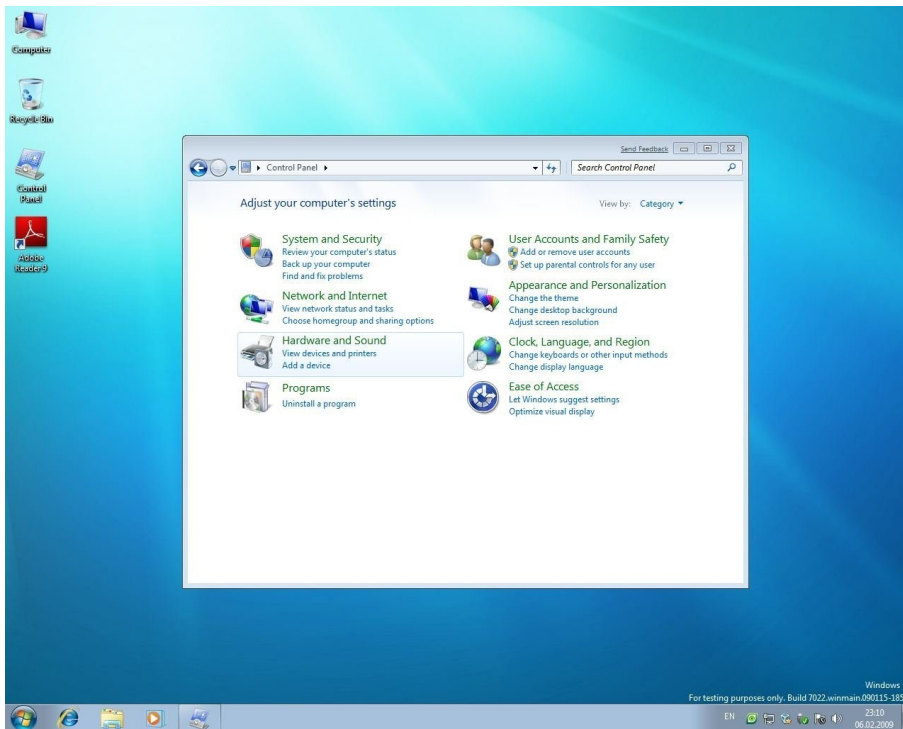 Computer
Recycle Bin
Control
Panel
Adobe
Reader 9
Send Feedback
Control Panel
Search Control Panel
Adjust your computer's settings
View by: Category
System and Security
Review your computer's status
Back up your computer
Find and fix problems
Network and Internet
View network status and tasks
Choose homegroup and sharing options
Hardware and Sound
View devices and printers
Add a device
Programs
Uninstall a program
User Accounts and Family Safety
Add or remove user accounts
Set up parental controls for any user
Appearance and Personalization
Change the theme
Change desktop background
Adjust screen resolution
Clock, Language, and Region
Change keyboards or other input methods
Change display language
Ease of Access
Let Windows suggest settings
Optimize visual display
Windows
For testing purposes only. Build 7022.winmain.090115-185
EN
23:10
06.02.2009